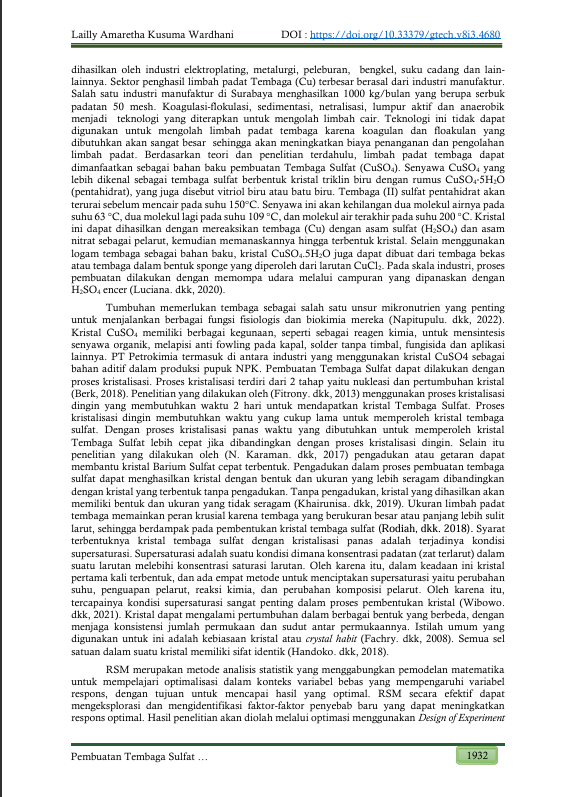 Lailly Amaretha Kusuma Wardhani DOI : https://doi.org/10.33379/gtech.v8i3.4680
dihasilkan oleh industri elektroplating, metalurgi, peleburan, bengkel, suku cadang dan lain-
lainnya. Sektor penghasil limbah padat Tembaga (Cu) terbesar berasal dari industri manufaktur.
Salah satu industri manufaktur di Surabaya menghasilkan 1000 kg/bulan yang berupa serbuk
padatan 50 mesh. Koagulasi-flokulasi, sedimentasi, netralisasi, lumpur aktif dan anaerobik
menjadi teknologi yang diterapkan untuk mengolah limbah cair. Teknologi ini tidak dapat
digunakan untuk mengolah limbah padat tembaga karena koagulan dan floakulan yang
dibutuhkan akan sangat besar sehingga akan meningkatkan biaya penanganan dan pengolahan
limbah padat. Berdasarkan teori dan penelitian terdahulu, limbah padat tembaga dapat
dimanfaatkan sebagai bahan baku pembuatan Tembaga Sulfat (CuSO₄). Senyawa CuSO₄ yang
lebih dikenal sebagai tembaga sulfat berbentuk kristal triklin biru dengan rumus CuSO₄·5H₂O
(pentahidrat), yang juga disebut vitriol biru atau batu biru. Tembaga (II) sulfat pentahidrat akan
terurai sebelum mencair pada suhu 150°C. Senyawa ini akan kehilangan dua molekul airnya pada
suhu 63 °C, dua molekul lagi pada suhu 109 °C, dan molekul air terakhir pada suhu 200 °C. Kristal
ini dapat dihasilkan dengan mereaksikan tembaga (Cu) dengan asam sulfat (H₂SO₄) dan asam
nitrat sebagai pelarut, kemudian memanaskannya hingga terbentuk kristal. Selain menggunakan
logam tembaga sebagai bahan baku, kristal CuSO₄.5H₂O juga dapat dibuat dari tembaga bekas
atau tembaga dalam bentuk sponge yang diperoleh dari larutan CuCl₂. Pada skala industri, proses
pembuatan dilakukan dengan memompa udara melalui campuran yang dipanaskan dengan
H₂SO₄ encer (Luciana. dkk, 2020).
Tumbuhan memerlukan tembaga sebagai salah satu unsur mikronutrien yang penting
untuk menjalankan berbagai fungsi fisiologis dan biokimia mereka (Napitupulu. dkk, 2022).
Kristal CuSO₄ memiliki berbagai kegunaan, seperti sebagai reagen kimia, untuk mensintesis
senyawa organik, melapisi anti fowling pada kapal, solder tanpa timbal, fungisida dan aplikasi
lainnya. PT Petrokimia termasuk di antara industri yang menggunakan kristal CuSO4 sebagai
bahan aditif dalam produksi pupuk NPK. Pembuatan Tembaga Sulfat dapat dilakukan dengan
proses kristalisasi. Proses kristalisasi terdiri dari 2 tahap yaitu nukleasi dan pertumbuhan kristal
(Berk, 2018). Penelitian yang dilakukan oleh (Fitrony. dkk, 2013) menggunakan proses kristalisasi
dingin yang membutuhkan waktu 2 hari untuk mendapatkan kristal Tembaga Sulfat. Proses
kristalisasi dingin membutuhkan waktu yang cukup lama untuk memperoleh kristal tembaga
sulfat. Dengan proses kristalisasi panas waktu yang dibutuhkan untuk memperoleh kristal
Tembaga Sulfat lebih cepat jika dibandingkan dengan proses kristalisasi dingin. Selain itu
penelitian yang dilakukan oleh (N. Karaman. dkk, 2017) pengadukan atau getaran dapat
membantu kristal Barium Sulfat cepat terbentuk. Pengadukan dalam proses pembuatan tembaga
sulfat dapat menghasilkan kristal dengan bentuk dan ukuran yang lebih seragam dibandingkan
dengan kristal yang terbentuk tanpa pengadukan. Tanpa pengadukan, kristal yang dihasilkan akan
memiliki bentuk dan ukuran yang tidak seragam (Khairunisa. dkk, 2019). Ukuran limbah padat
tembaga memainkan peran krusial karena tembaga yang berukuran besar atau panjang lebih sulit
larut, sehingga berdampak pada pembentukan kristal tembaga sulfat (Rodiah, dkk. 2018). Syarat
terbentuknya kristal tembaga sulfat dengan kristalisasi panas adalah terjadinya kondisi
supersaturasi. Supersaturasi adalah suatu kondisi dimana konsentrasi padatan (zat terlarut) dalam
suatu larutan melebihi konsentrasi saturasi larutan. Oleh karena itu, dalam keadaan ini kristal
pertama kali terbentuk, dan ada empat metode untuk menciptakan supersaturasi yaitu perubahan
suhu, penguapan pelarut, reaksi kimia, dan perubahan komposisi pelarut. Oleh karena itu,
tercapainya kondisi supersaturasi sangat penting dalam proses pembentukan kristal (Wibowo.
dkk, 2021). Kristal dapat mengalami pertumbuhan dalam berbagai bentuk yang berbeda, dengan
menjaga konsistensi jumlah permukaan dan sudut antar permukaannya. Istilah umum yang
digunakan untuk ini adalah kebiasaan kristal atau crystal habit (Fachry. dkk, 2008). Semua sel
satuan dalam suatu kristal memiliki sifat identik (Handoko. dkk, 2018).
RSM merupakan metode analisis statistik yang menggabungkan pemodelan matematika
untuk mempelajari optimalisasi dalam konteks variabel bebas yang mempengaruhi variabel
respons, dengan tujuan untuk mencapai hasil yang optimal. RSM secara efektif dapat
mengeksplorasi dan mengidentifikasi faktor-faktor penyebab baru yang dapat meningkatkan
respons optimal. Hasil penelitian akan diolah melalui optimasi menggunakan Design of Experiment
Pembuatan Tembaga Sulfat … 1932